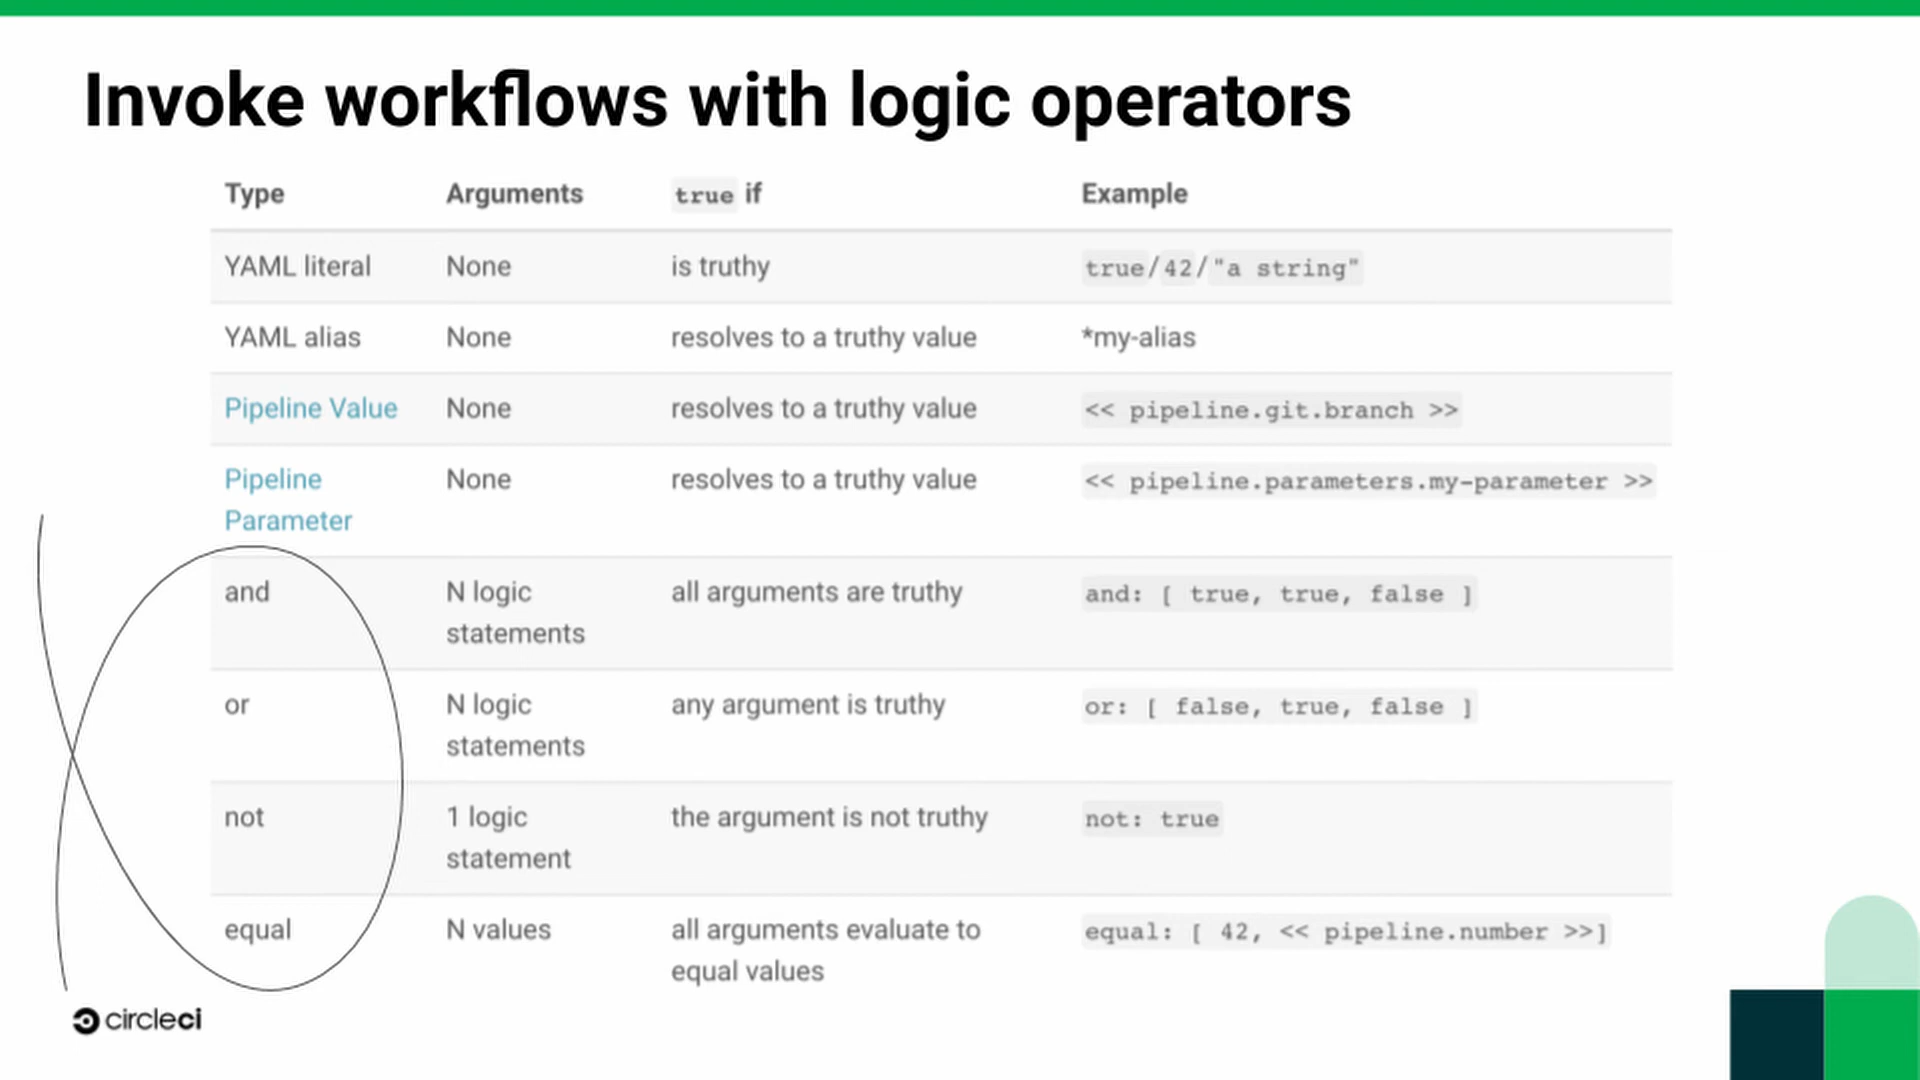 Invoke workflows with logic operators
Type Arguments true if Example
YAML literal None is truthy true/42/"a string"
YAML alias None resolves to a truthy value *my-alias
Pipeline Value None resolves to a truthy value << pipeline.git.branch >>
Pipeline None resolves to a truthy value << pipeline.parameters.my-parameter >>
Parameter
and N logic all arguments are truthy and: [ true, true, false ]
statements
or N logic any argument is truthy or: [ false, true, false ]
statements
not 1 logic the argument is not truthy not: true
statement
equal N values all arguments evaluate to equal: [ 42, << pipeline.number >>]
equal values
circleci